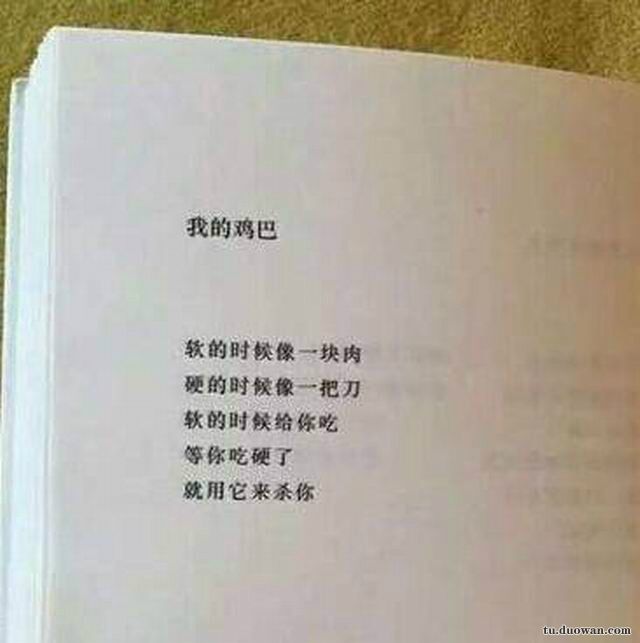 我的鸡巴
软的时候像一块肉
硬的时候像一把刀
软的时候给你吃
等你吃硬了
就用它来杀你
tu.duowan.com